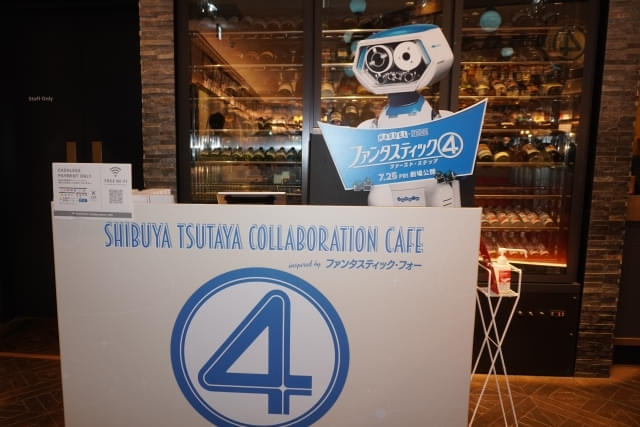 Staff Only
MARVEL
ファンタスティック4
ファースト・ステップ
7.25 FRI 劇場公開
CASHLESS
PAYMENT ONLY
FREE Wi-Fi
SHIBUYA TSUTAYA COLLABORATION CAFE
inspired by ファンタスティック・フォー
4
4